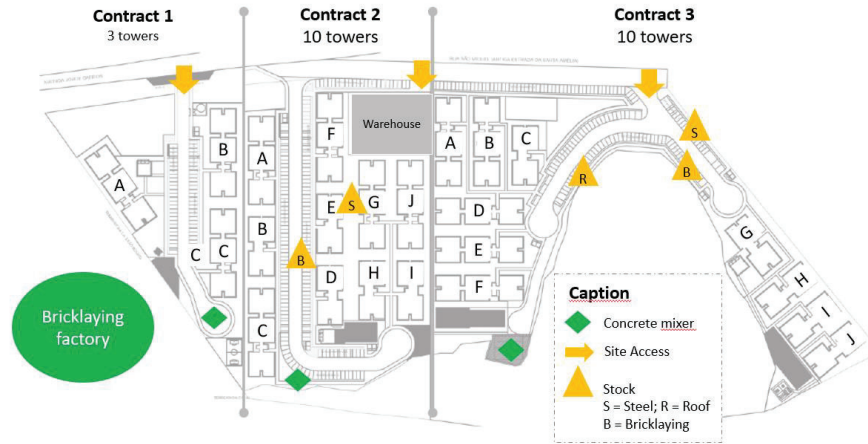 Contract 1
3 towers
Contract 2
10 towers
Contract 3
10 towers
A
B
C
C
Bricklaying
factory
A
B
C
F
E
D
Warehouse
S
G
J
H
I
B
A
B
C
D
E
F
R
S
B
G
H
I
J
Caption
Concrete mixer
Site Access
Stock
S = Steel; R = Roof
B = Bricklaying